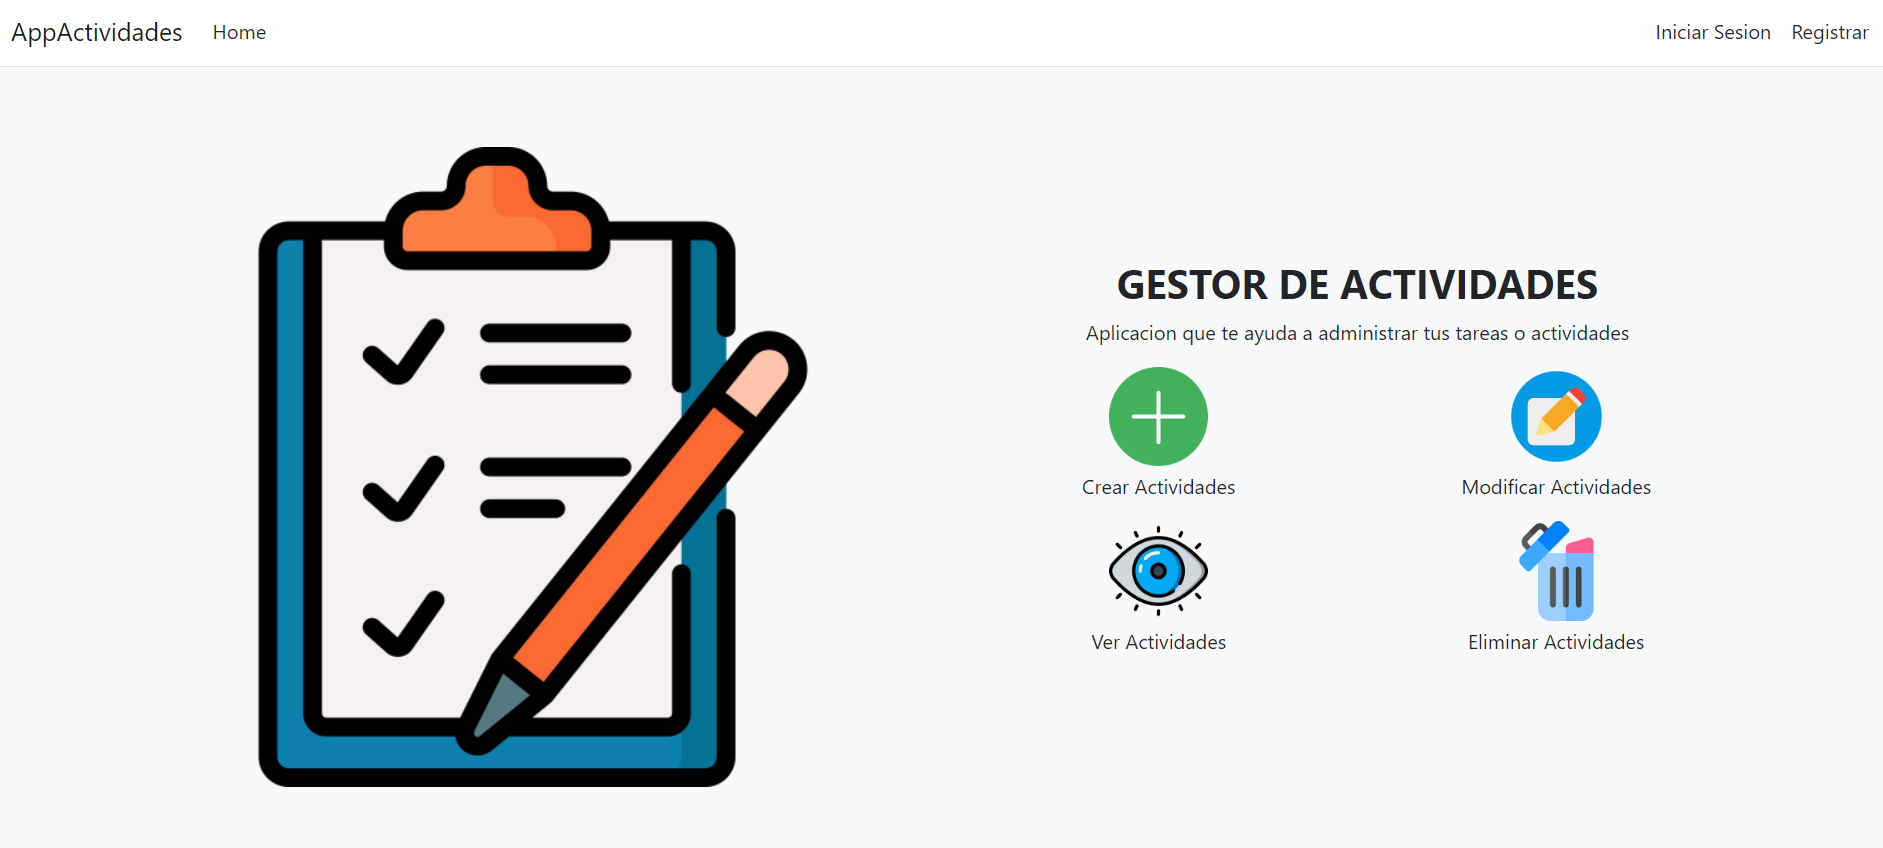 AppActividades Home Iniciar Sesion Registrar
GESTOR DE ACTIVIDADES
Aplicacion que te ayuda a administrar tus tareas o actividades
Crear Actividades Modificar Actividades
Ver Actividades Eliminar Actividades